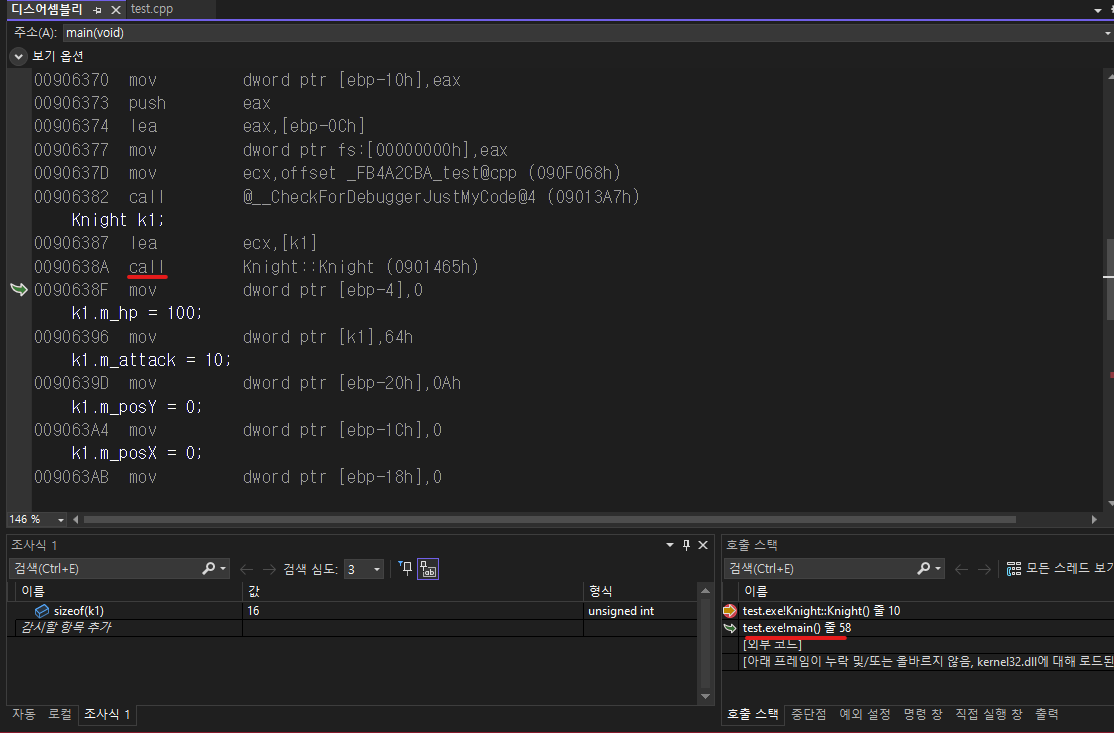 디스어셈블리 test.cpp
주소(A): main(void)
보기 옵션
00906370 mov dword ptr [ebp-10h],eax
00906373 push eax
00906374 lea eax,[ebp-0Ch]
00906377 mov dword ptr fs:[00000000h],eax
0090637D mov ecx,offset _FB4A2CBA_test@cpp (090F068h)
00906382 call @__CheckForDebuggerJustMyCode@4 (09013A7h)
Knight k1;
00906387 lea ecx,[k1]
0090638A call Knight::Knight (0901465h)
0090638F mov dword ptr [ebp-4],0
k1.m_hp = 100;
00906396 mov dword ptr [k1],64h
k1.m_attack = 10;
0090639D mov dword ptr [ebp-20h],0Ah
k1.m_posY = 0;
009063A4 mov dword ptr [ebp-1Ch],0
k1.m_posX = 0;
009063AB mov dword ptr [ebp-18h],0
146 %
조사식 1
검색(Ctrl+E) 검색 심도: 3
이름 값 형식
sizeof(k1) 16 unsigned int
감시할 항목 추가
자동 로컬 조사식 1
호출 스택
검색(Ctrl+E) 모든 스레드 보기
이름
test.exe!Knight::Knight() 줄 10
test.exe!main() 줄 58
[외부 코드]
[아래 프레임이 누락 및/또는 올바르지 않음, kernel32.dll에 대해 로드된
호출 스택 중단점 예외 설정 명령 창 직접 실행 창 출력